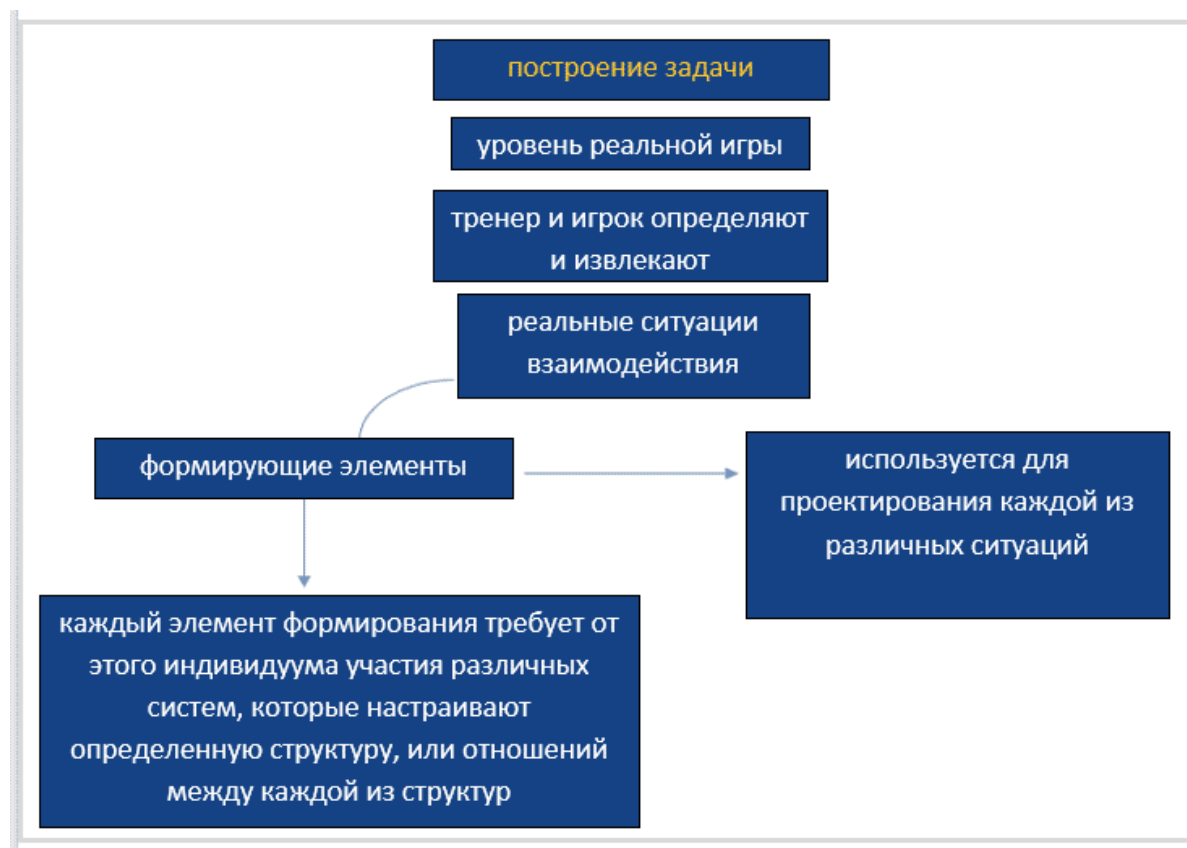 построение задачи
уровень реальной игры
тренер и игрок определяют
и извлекают
реальные ситуации
взаимодействия
формирующие элементы
используется для
проектирования каждой из
различных ситуаций
каждый элемент формирования требует от
этого индивидуума участия различных
систем, которые настраивают
определенную структуру, или отношений
между каждой из структур